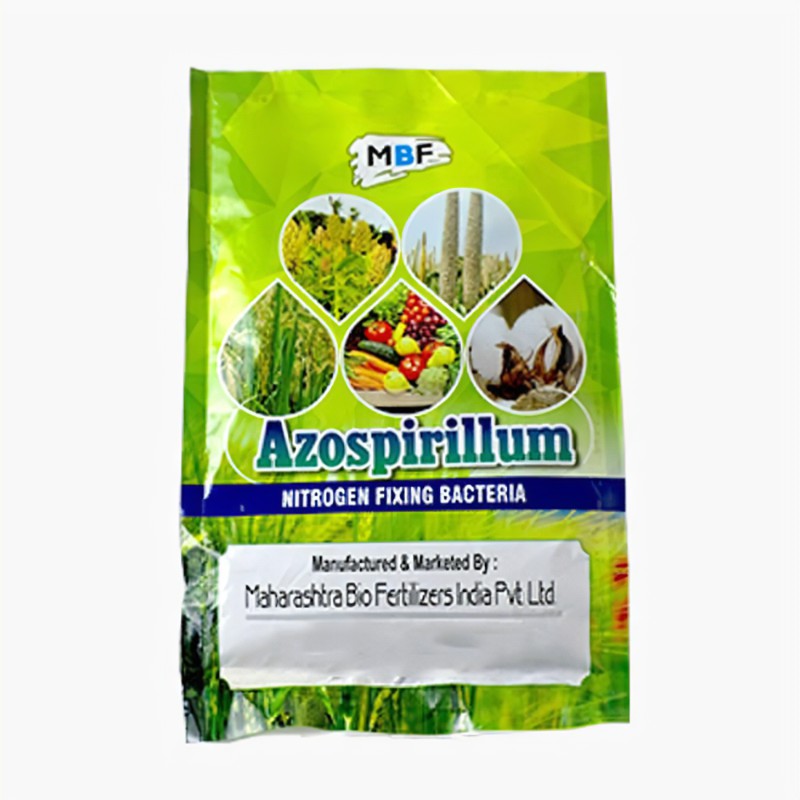 MBF
Azospirillum
NITROGEN FIXING BACTERIA
Manufactured & Marketed By :
Maharashtra Bio Fertilizers India Pvt. Ltd.